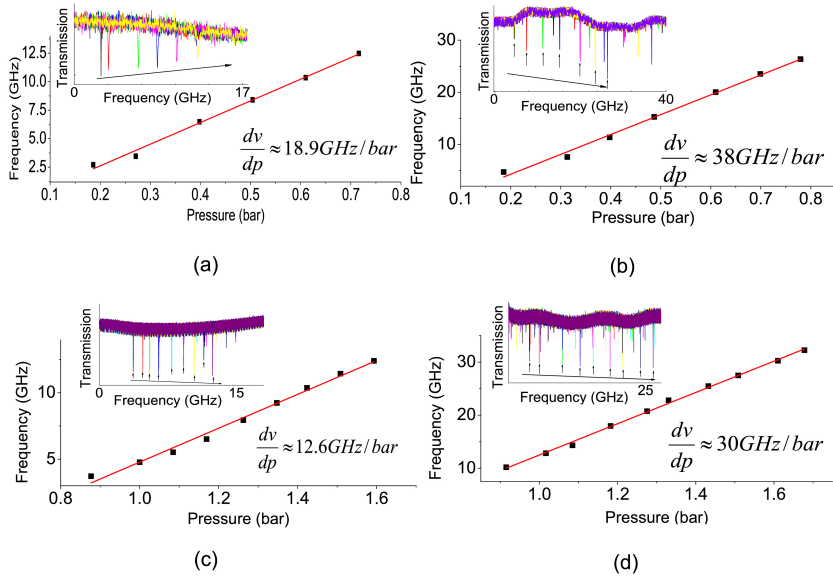 (a)
Frequency (GHz)
12.5
10.0
7.5
5.0
2.5
0.1 0.2 0.3 0.4 0.5 0.6 0.7 0.8
Pressure (bar)
Transmission
17
Frequency (GHz)
dν/dp ≈ 18.9GHz/bar
(a)
(b)
Frequency (GHz)
30
20
10
0.1 0.2 0.3 0.4 0.5 0.6 0.7 0.8
Pressure (bar)
Transmission
0 40
Frequency (GHz)
dν/dp ≈ 38GHz/bar
(b)
Frequency (GHz)
10
5
0.8 1.0 1.2 1.4 1.6
Pressure (bar)
Transmission
0 15
Frequency (GHz)
dν/dp ≈ 12.6GHz/bar
(c)
Frequency (GHz)
30
20
10
1.0 1.2 1.4 1.6
Pressure (bar)
Transmission
25
Frequency (GHz)
dν/dp ≈ 30GHz/bar
(d)